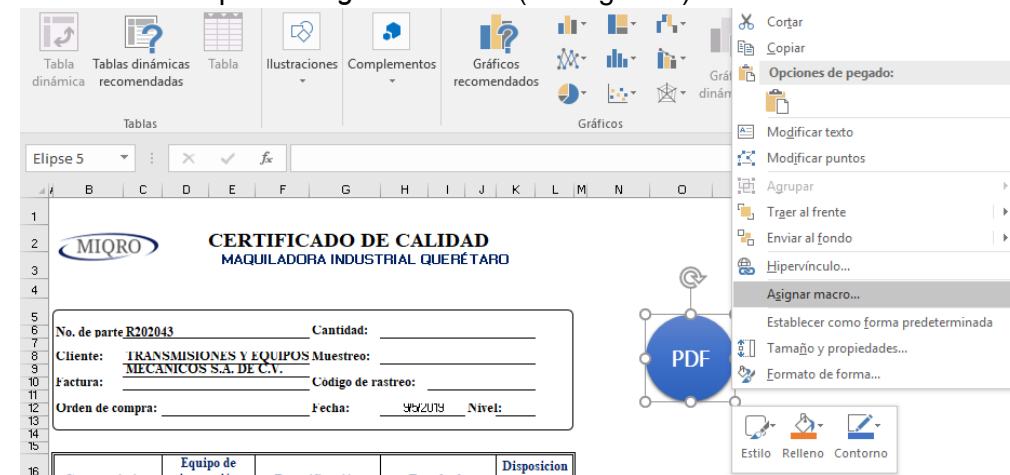 Tabla dinámica
Tablas dinámicas recomendadas
Tabla
Ilustraciones
Complementos
Gráficos recomendados
dinám
Tablas
Gráficos
Cortar
Copiar
Opciones de pegado:
Modificar texto
Modificar puntos
Agrupar
Traer al frente
Enviar al fondo
Hipervínculo...
Asignar macro...
Establecer como forma predeterminada
Tamaño y propiedades...
Formato de forma...
Estilo Relleno Contorno
Elipse 5 fx
B C D E F G H I J K L M N O
1
2
3
4
5
6
7
8
9
10
11
12
13
14
15
16
MIQRO
CERTIFICADO DE CALIDAD
MAQUILADORA INDUSTRIAL QUERÉTARO
No. de parte R202043 Cantidad:
Cliente: TRANSMISIONES Y EQUIPOS Muestreo:
MECANICOS S.A. DE C.V.
Factura: Código de rastreo:
Orden de compra: Fecha: 9/5/2019 Nivel:
PDF
Equipo de
Disposicion